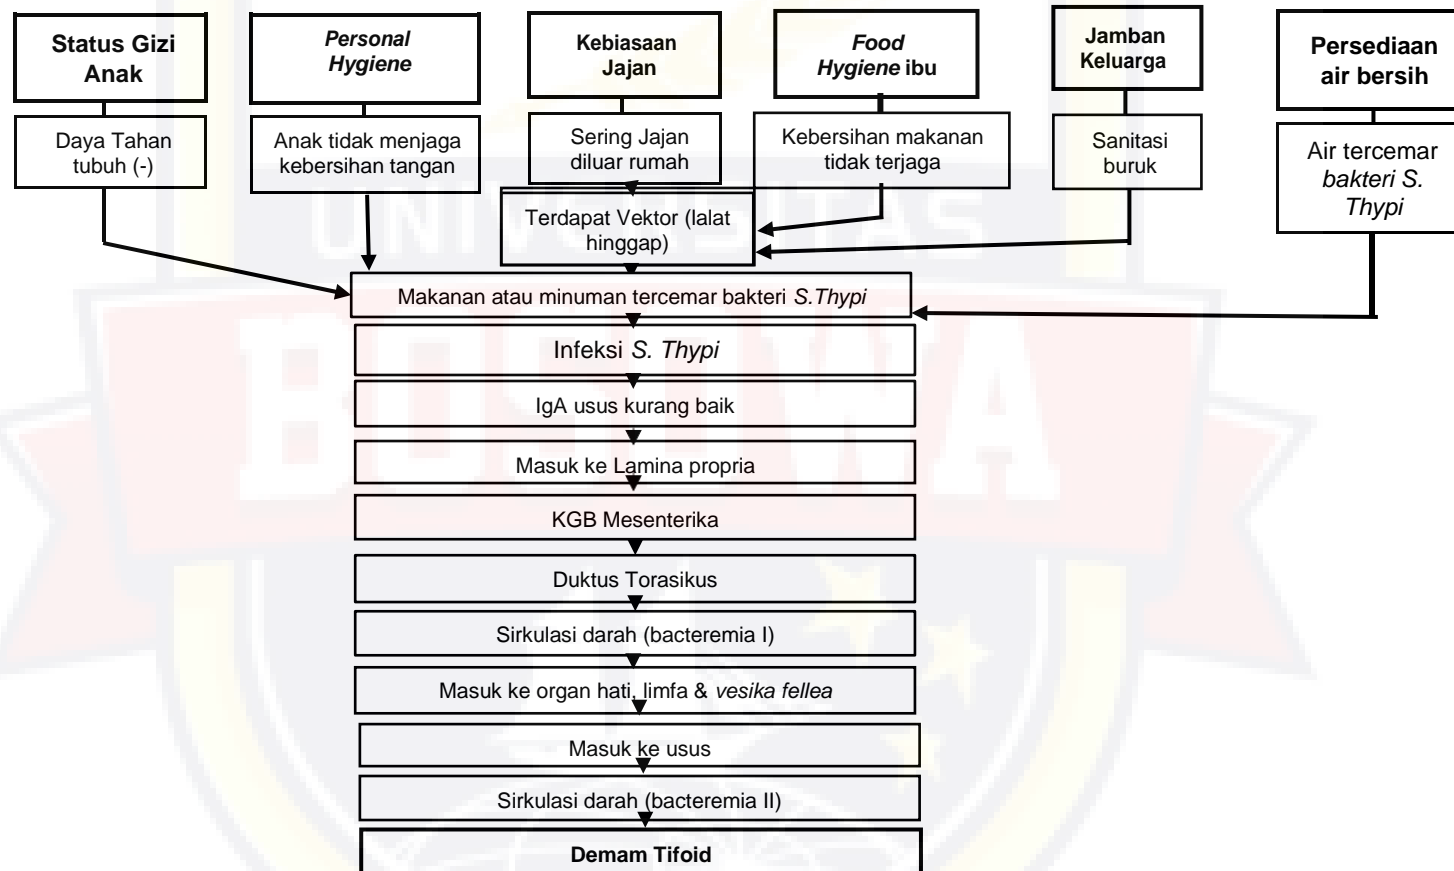 Status Gizi
Anak
Personal
Hygiene
Kebiasaan
Jajan
Food
Hygiene ibu
Jamban
Keluarga
Persediaan
air bersih
Daya Tahan
tubuh (-)
Anak tidak menjaga
kebersihan tangan
Sering Jajan
diluar rumah
Kebersihan makanan
tidak terjaga
Sanitasi
buruk
Air tercemar
bakteri S.
Thypi
Terdapat Vektor (lalat
hinggap)
Makanan atau minuman tercemar bakteri S.Thypi
Infeksi S. Thypi
IgA usus kurang baik
Masuk ke Lamina propria
KGB Mesenterika
Duktus Torasikus
Sirkulasi darah (bacteremia I)
Masuk ke organ hati, limfa & vesika fellea
Masuk ke usus
Sirkulasi darah (bacteremia II)
Demam Tifoid
UNIVERSITAS
BOSOWA